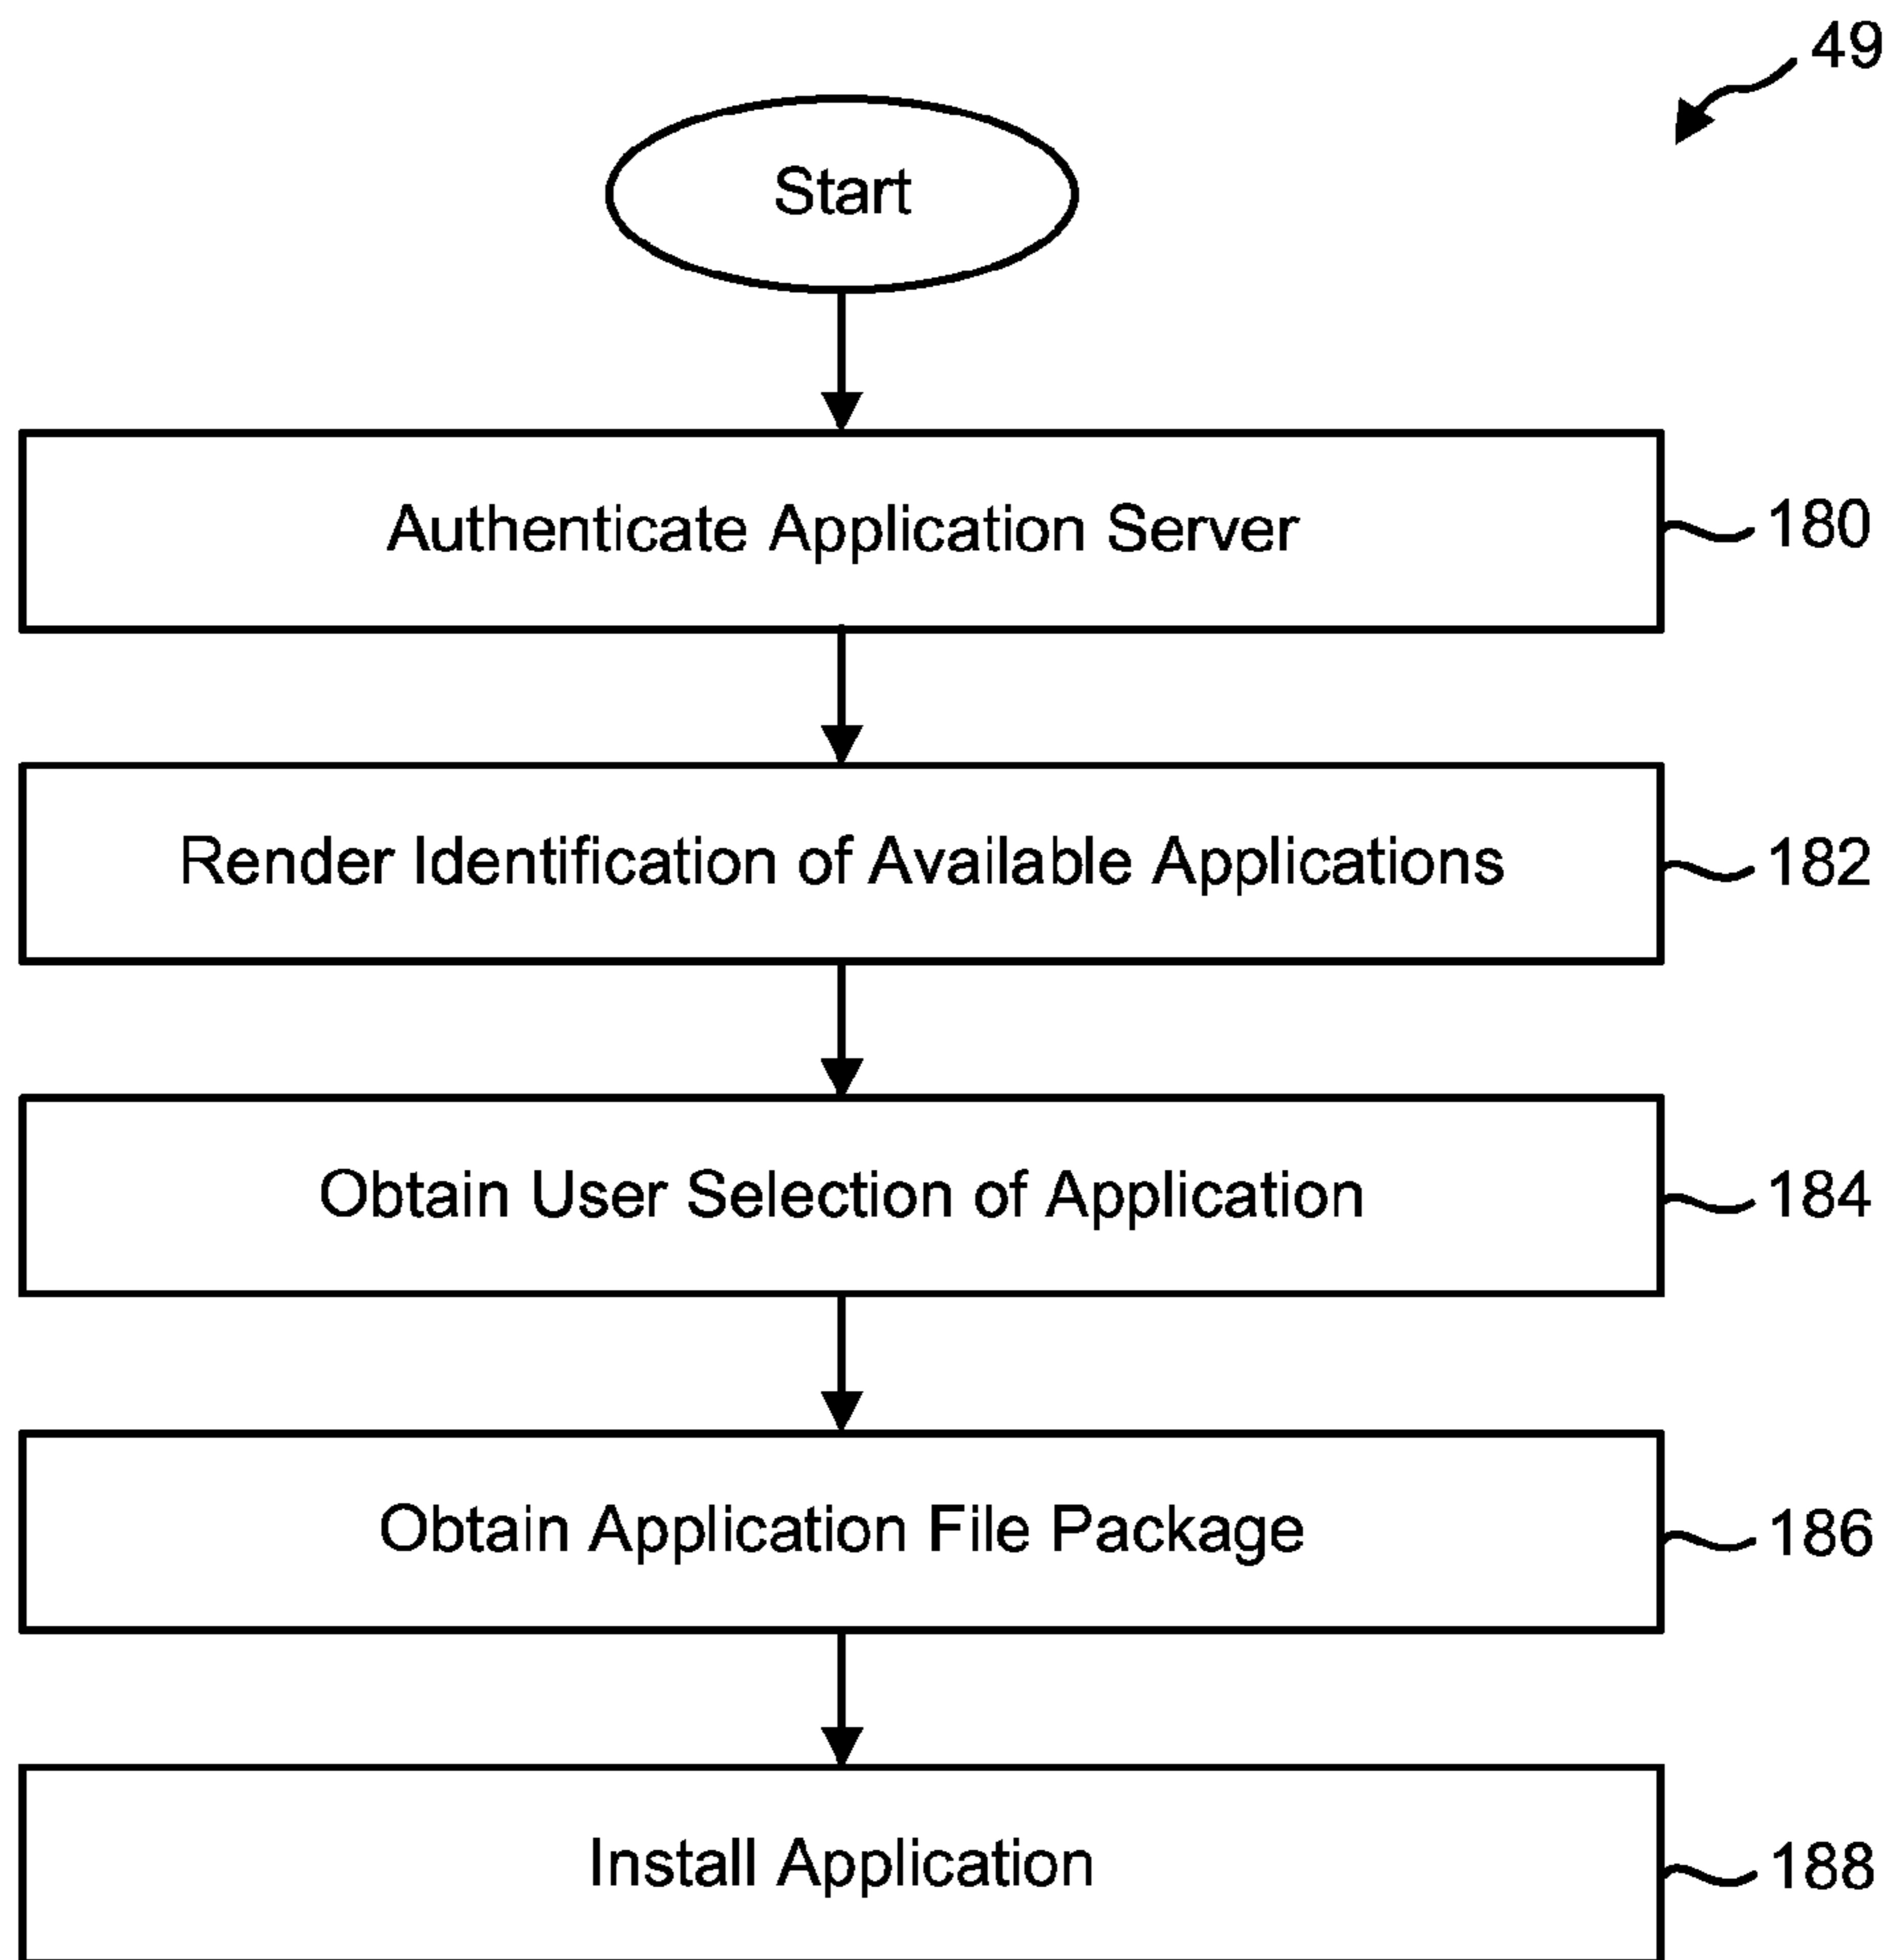 49
Start
Authenticate Application Server
180
Render Identification of Available Applications
182
Obtain User Selection of Application
184
Obtain Application File Package
186
Install Application
188